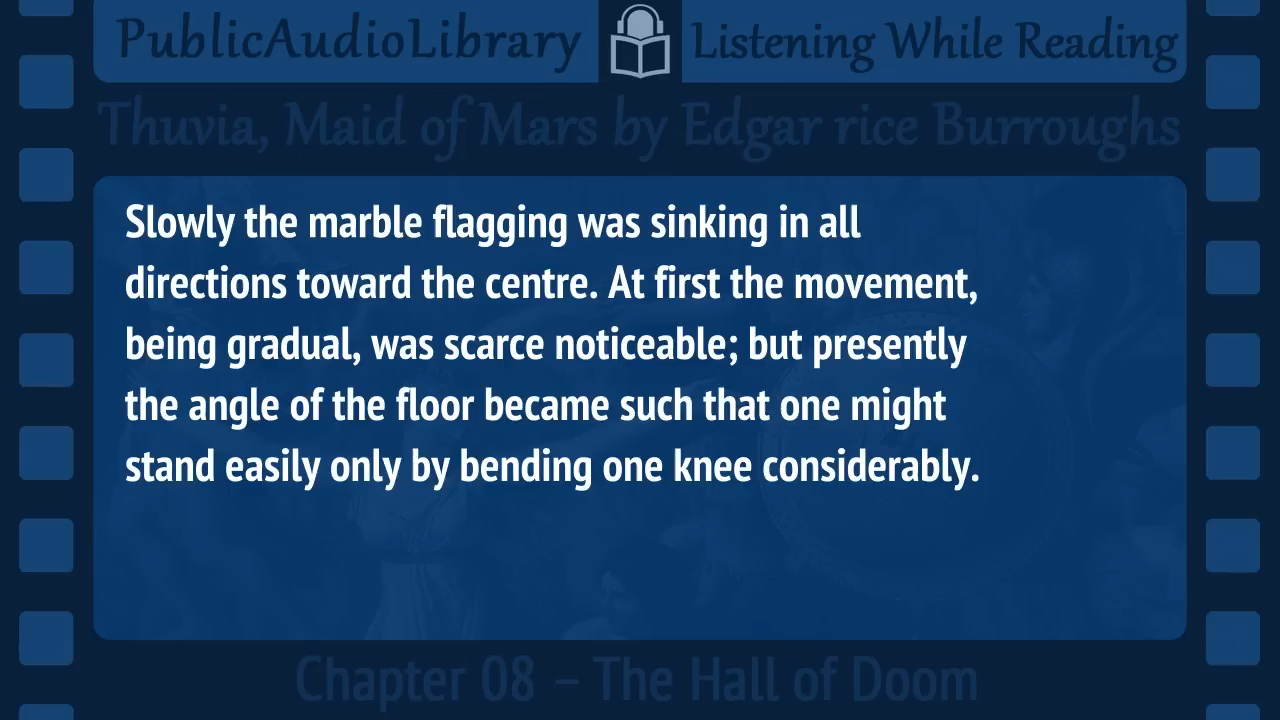 PublicAudioLibrary Listening While Reading
Thuvia, Maid of Mars by Edgar rice Burroughs
Slowly the marble flagging was sinking in all
directions toward the centre. At first the movement,
being gradual, was scarce noticeable; but presently
the angle of the floor became such that one might
stand easily only by bending one knee considerably.
Chapter 08 – The Hall of Doom